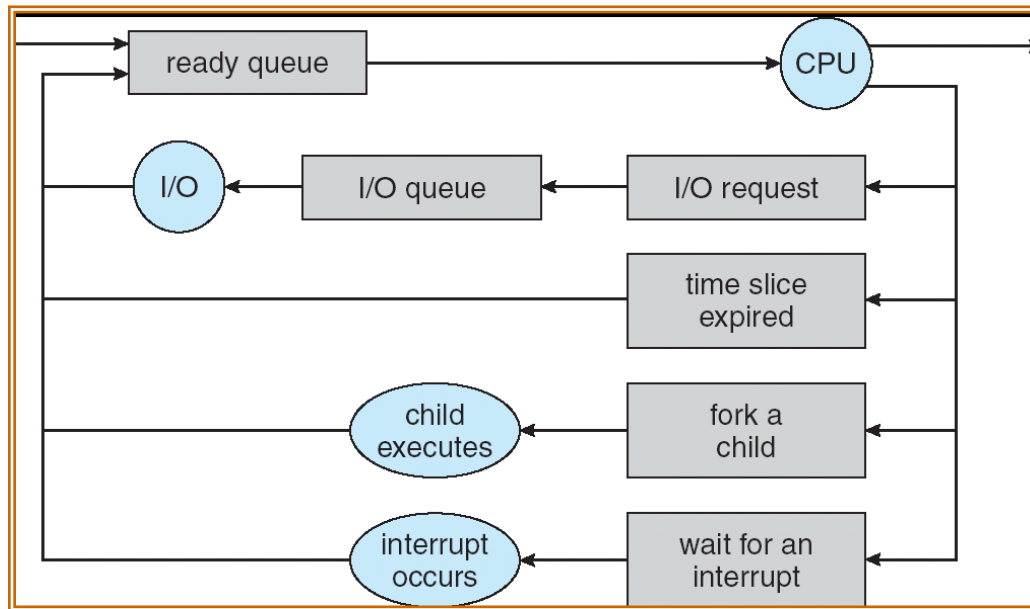 ready queue
CPU
I/O
I/O queue
I/O request
time slice
expired
child
executes
fork a
child
interrupt
occurs
wait for an
interrupt